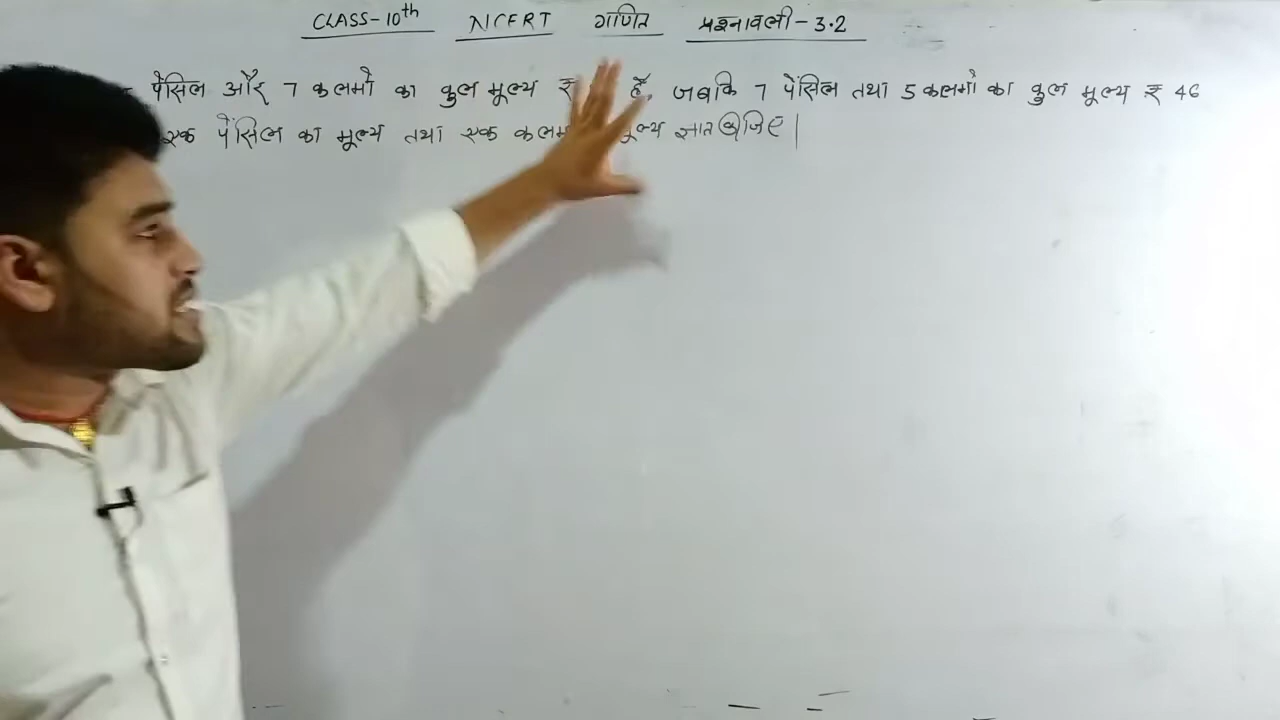 CLASS-10th NCERT गणित प्रश्नावली-3.2
पेंसिल और 7 कलमों का कुल मूल्य ₹ है, जबकि 7 पेंसिल तथा 5 कलमों का कुल मूल्य ₹ 46
एक पेंसिल का मूल्य तथा एक कलम मूल्य ज्ञात कीजिए |